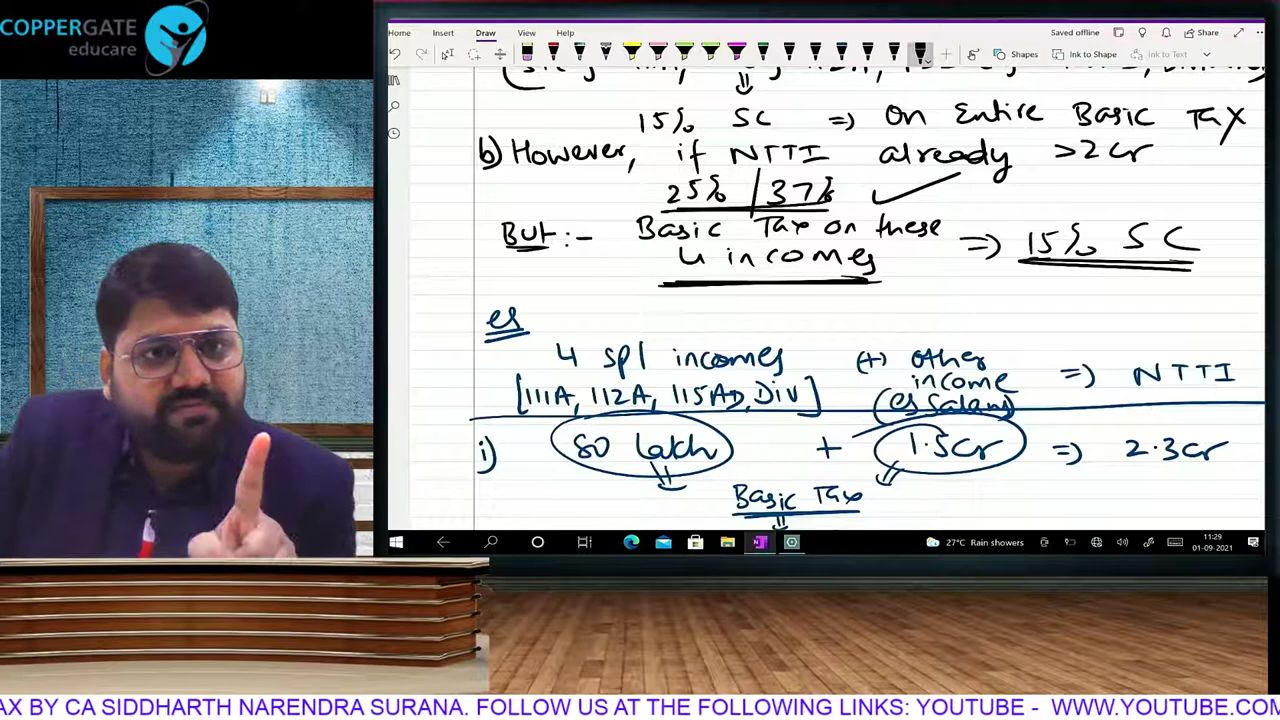 COPPERGATE
educare
Home Insert Draw View Help
Saved offline
Share
Shapes
Ink to Shape
Ink to Text
15% SC => On Entire Basic Tax
b) However, if NTTI already >2Cr
25% / 37%
But :- Basic Tax on these
4 incomes => 15% SC
eg
4 spl incomes (+) other
income => NTTI
[111A, 112A, 115AD, Div] (eg Salary)
i) 80 lakh + 1.5Cr => 2.3Cr
Basic Tax
27°C Rain showers
11:29
01-09-2021
AX BY CA SIDDHARTH NARENDRA SURANA. FOLLOW US AT THE FOLLOWING LINKS: YOUTUBE - WWW.YOUTUBE.COM